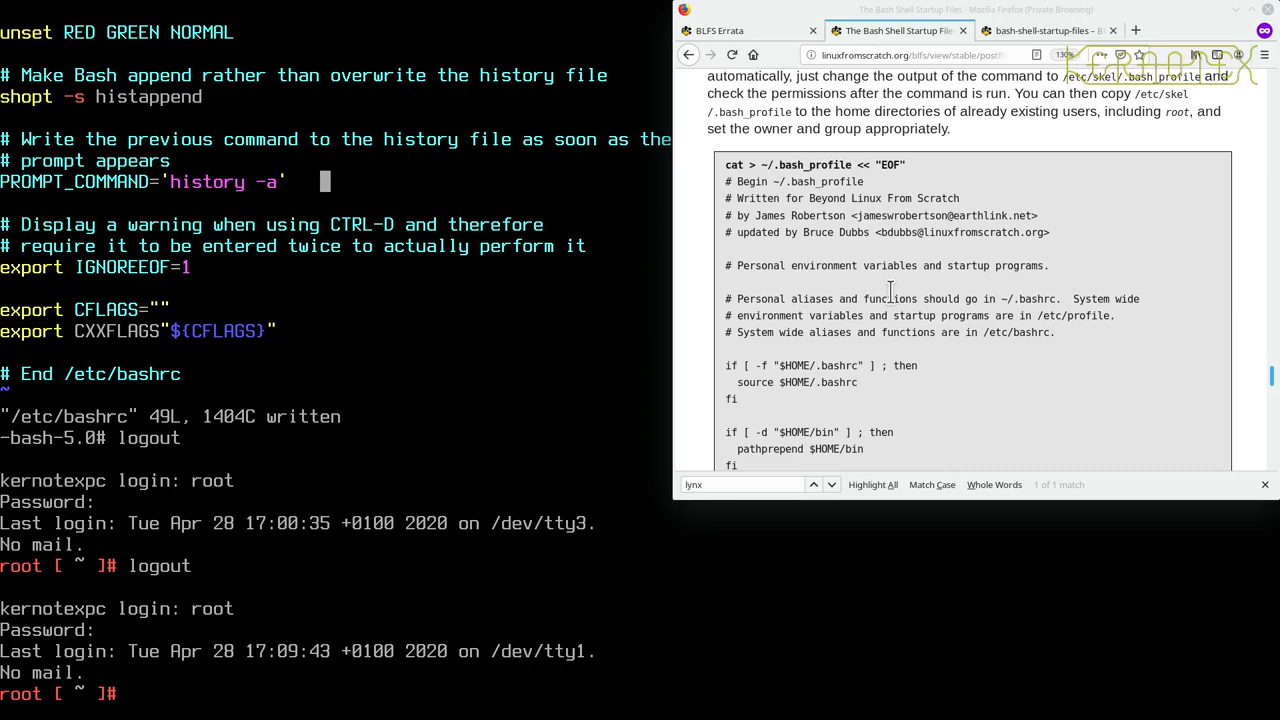 unset RED GREEN NORMAL
# Make Bash append rather than overwrite the history file
shopt -s histappend
# Write the previous command to the history file as soon as the
# prompt appears
PROMPT_COMMAND='history -a'
# Display a warning when using CTRL-D and therefore
# require it to be entered twice to actually perform it
export IGNOREEOF=1
export CFLAGS=""
export CXXFLAGS"${CFLAGS}"
# End /etc/bashrc
~
"/etc/bashrc" 49L, 1404C written
-bash-5.0# logout
kernotexpc login: root
Password:
Last login: Tue Apr 28 17:00:35 +0100 2020 on /dev/tty3.
No mail.
root [ ~ ]# logout
kernotexpc login: root
Password:
Last login: Tue Apr 28 17:09:43 +0100 2020 on /dev/tty1.
No mail.
root [ ~ ]#
The Bash Shell Startup Files - Mozilla Firefox (Private Browsing)
BLFS Errata
The Bash Shell Startup File
bash-shell-startup-files – B
linuxfromscratch.org/blfs/view/stable/postlf
130%
KERNOTEX
automatically, just change the output of the command to /etc/skel/.bash_profile and
check the permissions after the command is run. You can then copy /etc/skel
/.bash_profile to the home directories of already existing users, including root, and
set the owner and group appropriately.
cat > ~/.bash_profile << "EOF"
# Begin ~/.bash_profile
# Written for Beyond Linux From Scratch
# by James Robertson <jameswrobertson@earthlink.net>
# updated by Bruce Dubbs <bdubbs@linuxfromscratch.org>
# Personal environment variables and startup programs.
# Personal aliases and functions should go in ~/.bashrc.  System wide
# environment variables and startup programs are in /etc/profile.
# System wide aliases and functions are in /etc/bashrc.
if [ -f "$HOME/.bashrc" ] ; then
  source $HOME/.bashrc
fi
if [ -d "$HOME/bin" ] ; then
  pathprepend $HOME/bin
fi
lynx
Highlight All
Match Case
Whole Words
1 of 1 match